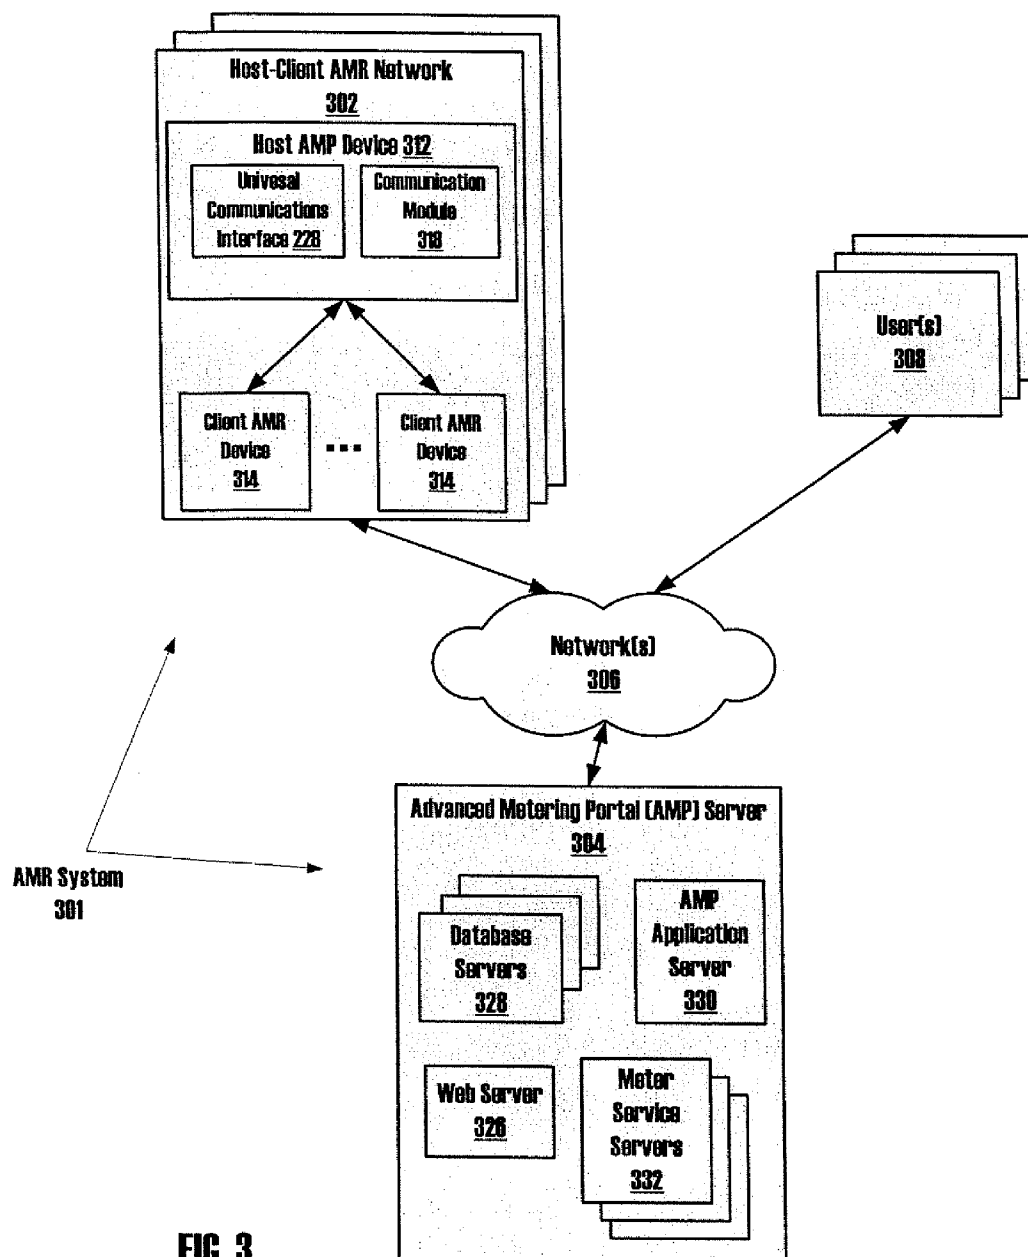 Host-Client AMR Network
302
Host AMP Device 312
Univesal
Communications
Interface 228
Communication
Module
318
Client AMR
Device
314
Client AMR
Device
314
User(s)
308
Network(s)
306
Advanced Metering Portal (AMP) Server
304
Database
Servers
328
AMP
Application
Server
330
Web Server
326
Meter
Service
Servers
332
AMR System
301
FIG. 3